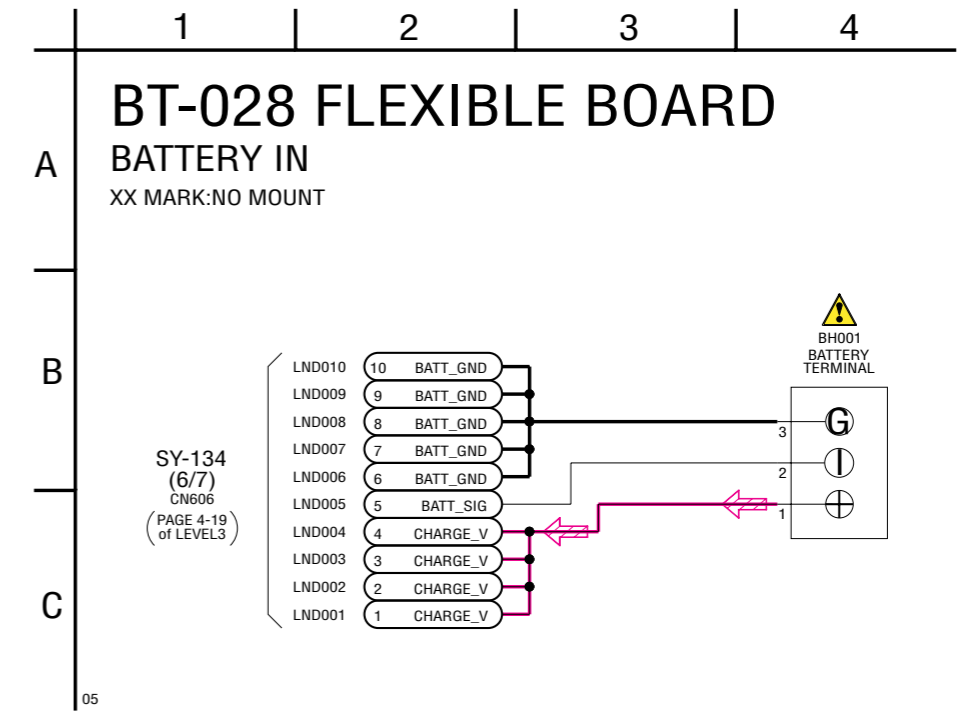 1 2 3 4
BT-028 FLEXIBLE BOARD
A
BATTERY IN
XX MARK:NO MOUNT
BH001
BATTERY
TERMINAL
B
LND010 10 BATT_GND
LND009 9 BATT_GND
LND008 8 BATT_GND
3 G
LND007 7 BATT_GND
SY-134
2 I
(6/7)
LND006 6 BATT_GND
CN606
LND005 5 BATT_SIG
1 +
(PAGE 4-19
of LEVEL3)
LND004 4 CHARGE_V
LND003 3 CHARGE_V
LND002 2 CHARGE_V
C
LND001 1 CHARGE_V
05